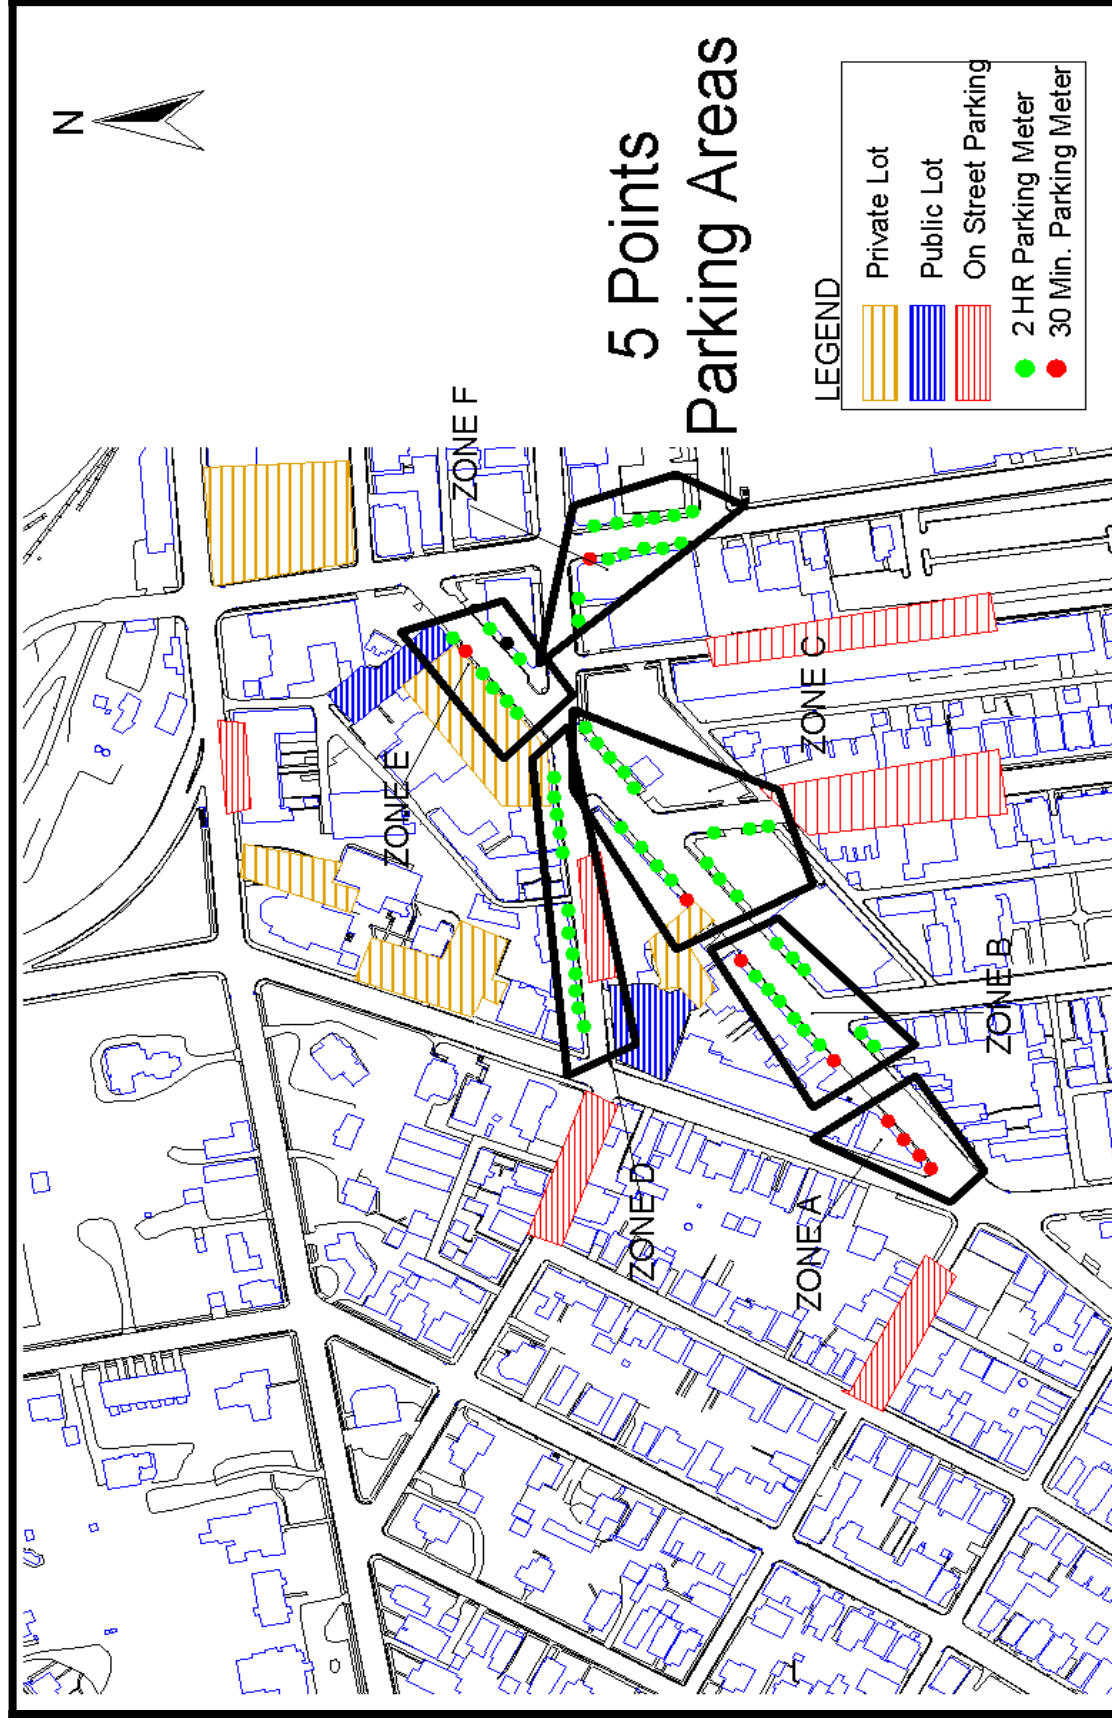 N
5 Points
Parking Areas
LEGEND
Private Lot
Public Lot
On Street Parking
2 HR Parking Meter
30 Min. Parking Meter
ZONE F
ZONE E
ZONE C
ZONE B
ZONE D
ZONE A